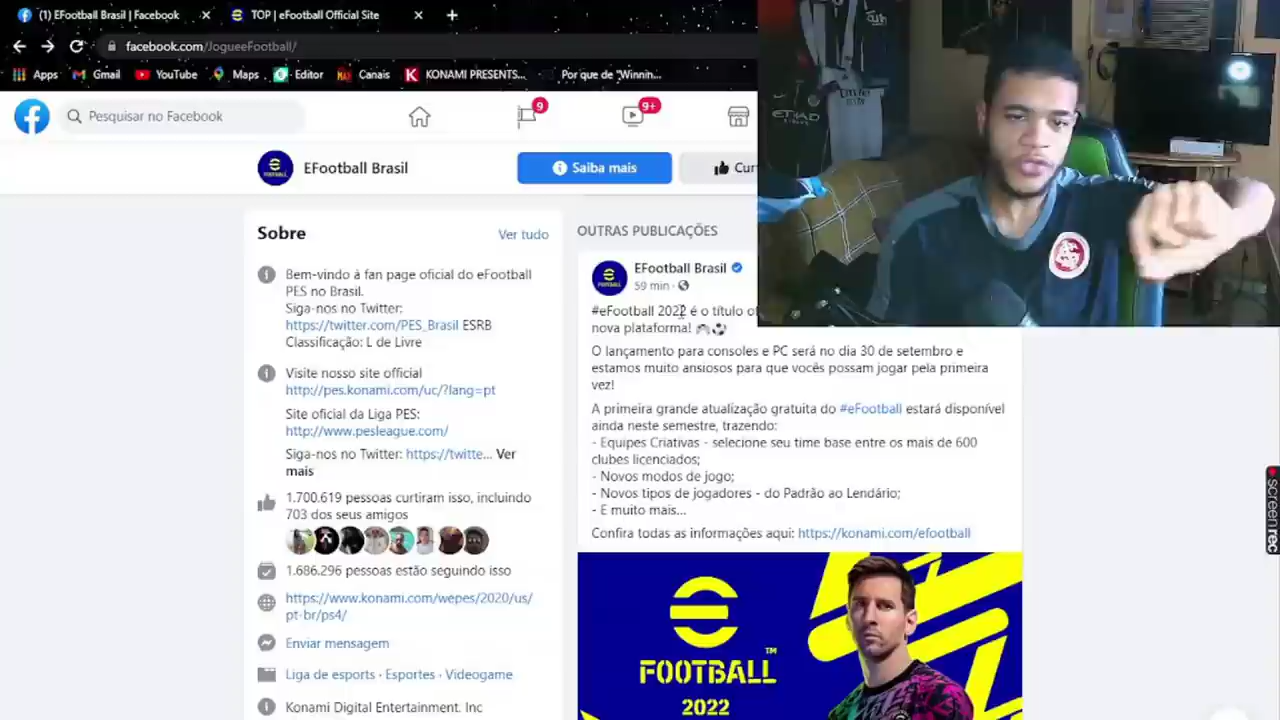 (1) EFootball Brasil | Facebook
TOP | eFootball Official Site
facebook.com/JogueeFootball/
Apps
Gmail
YouTube
Maps
Editor
Canais
KONAMI PRESENTS...
Por que de "Winnin...
Pesquisar no Facebook
9
9+
EFootball Brasil
Saiba mais
Cur
ETIHAD
Sobre
Ver tudo
Bem-vindo à fan page oficial do eFootball
PES no Brasil.
Siga-nos no Twitter:
https://twitter.com/PES_Brasil ESRB
Classificação: L de Livre
Visite nosso site official
http://pes.konami.com/uc/?lang=pt
Site oficial da Liga PES:
http://www.pesleague.com/
Siga-nos no Twitter: https://twitte... Ver
mais
1.700.619 pessoas curtiram isso, incluindo
703 dos seus amigos
1.686.296 pessoas estão seguindo isso
https://www.konami.com/wepes/2020/us/
pt-br/ps4/
Enviar mensagem
Liga de esports · Esportes · Videogame
Konami Digital Entertainment, Inc
OUTRAS PUBLICAÇÕES
EFootball Brasil
59 min ·
#eFootball 2022 é o título of
nova plataforma!
O lançamento para consoles e PC será no dia 30 de setembro e
estamos muito ansiosos para que vocês possam jogar pela primeira
vez!
A primeira grande atualização gratuita do #eFootball estará disponível
ainda neste semestre, trazendo:
- Equipes Criativas - selecione seu time base entre os mais de 600
clubes licenciados;
- Novos modos de jogo;
- Novos tipos de jogadores - do Padrão ao Lendário;
- E muito mais...
Confira todas as informações aqui: https://konami.com/efootball
FOOTBALL™
2022
screenrec